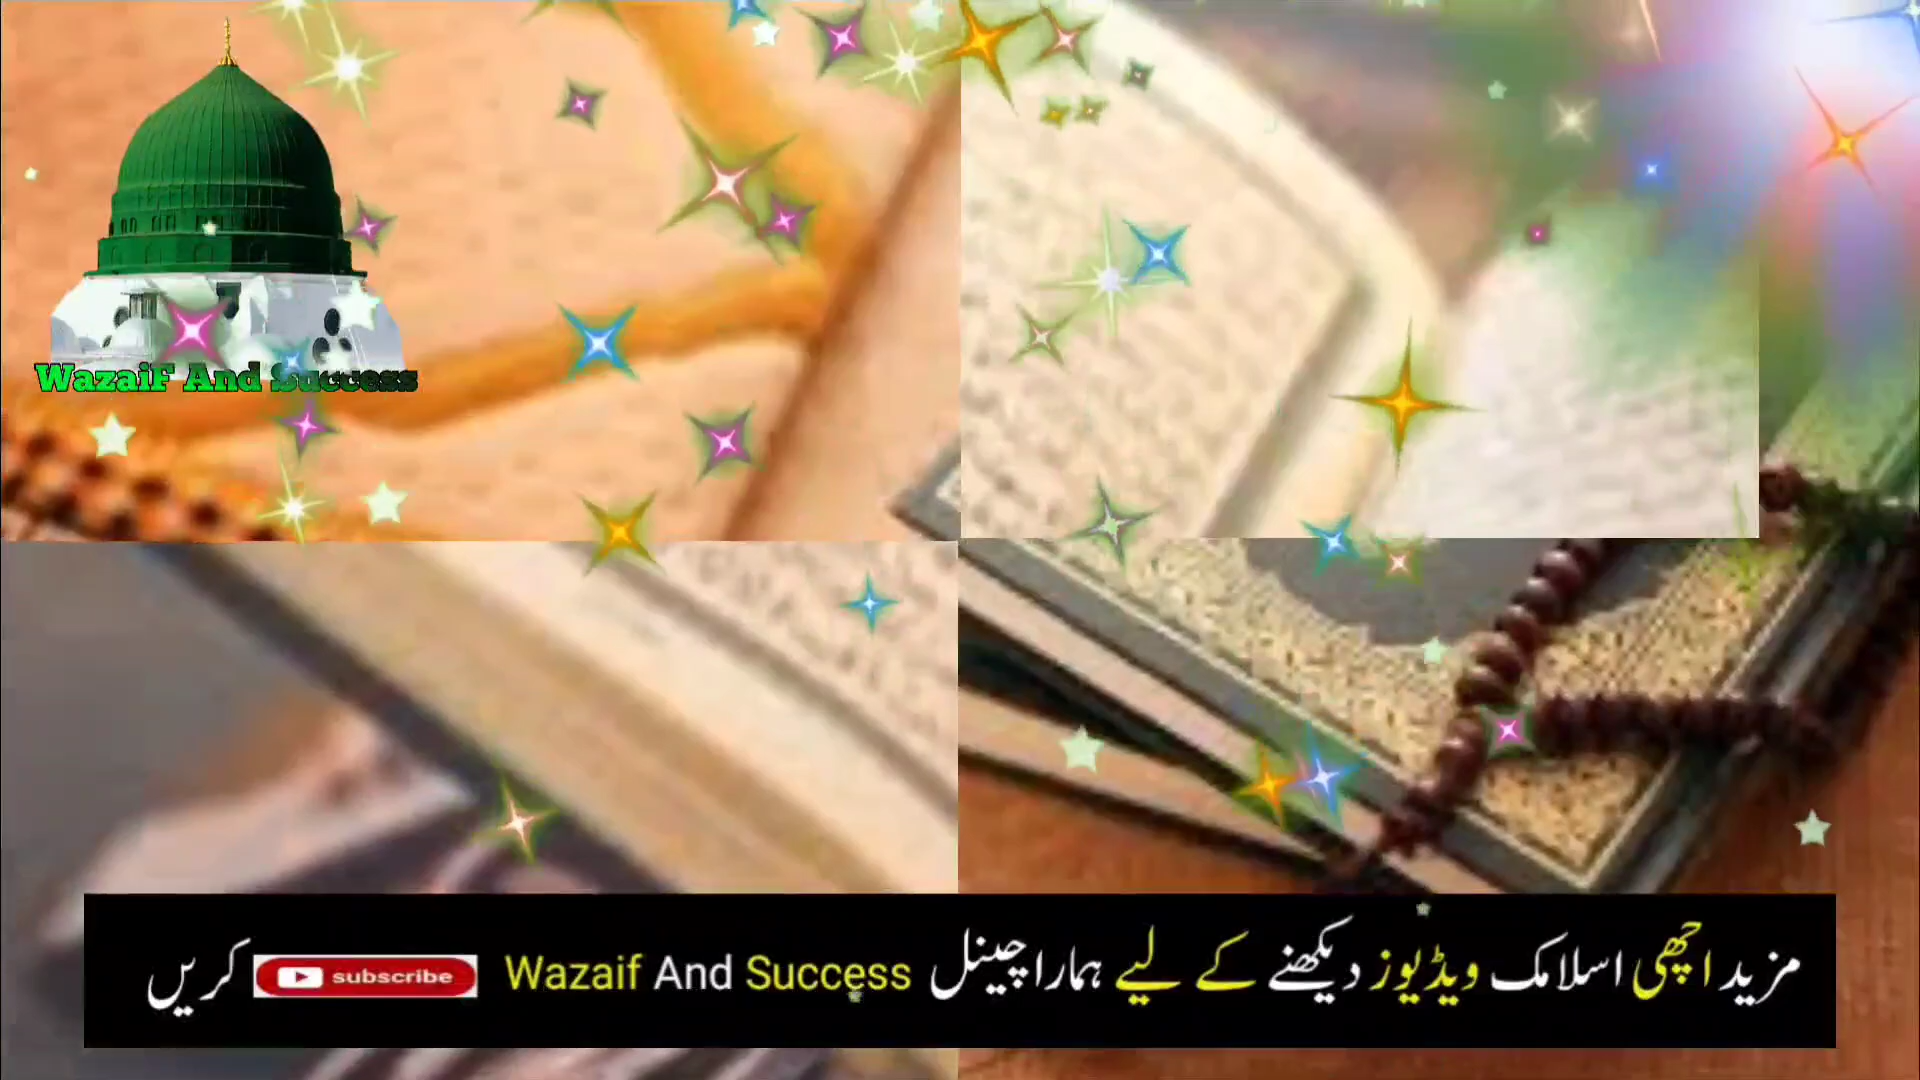 WazaiF And Success
مزید اچھی اسلامک ویڈیوز دیکھنے کے لیے ہمارا چینل Wazaif And Success subscribe کریں